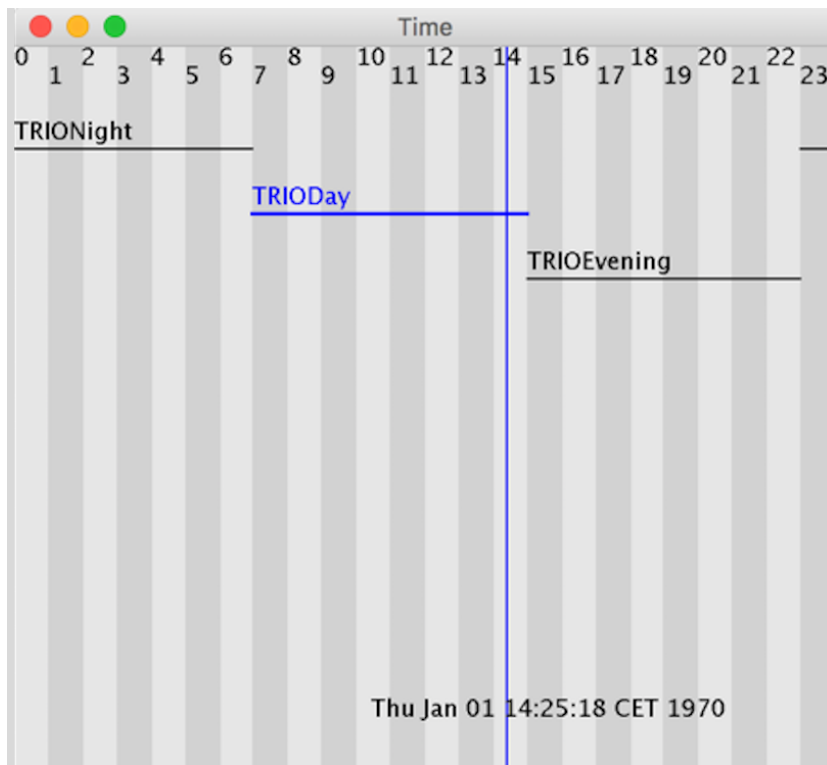 Time
0 2 4 6 8 10 12 14 16 18 20 22
1 3 5 7 9 11 13 15 17 19 21 23
TRIONight
TRIODay
TRIOEvening
Thu Jan 01 14:25:18 CET 1970